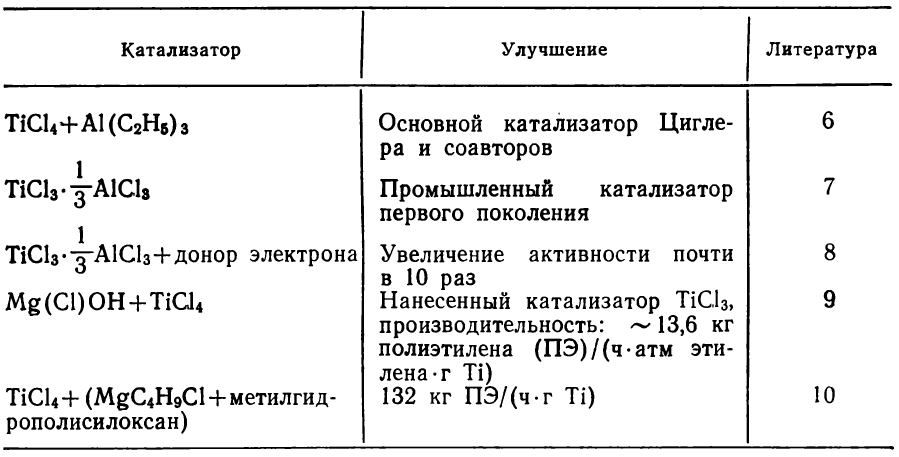 Катализатор Улучшение Литература
TiCl₄+Al(C₂H₅)₃ Основной катализатор Цигле- 6
ра и соавторов
TiCl₃·1/3AlCl₃ Промышленный катализатор 7
первого поколения
TiCl₃·1/3AlCl₃+донор электрона Увеличение активности почти 8
в 10 раз
Mg(Cl)OH+TiCl₄ Нанесенный катализатор TiCl₃, 9
производительность: ~13,6 кг
полиэтилена (ПЭ)/(ч·атм эти-
лена·г Ti)
TiCl₄+(MgC₄H₉Cl+метилгид- 132 кг ПЭ/(ч·г Ti) 10
рополисилоксан)